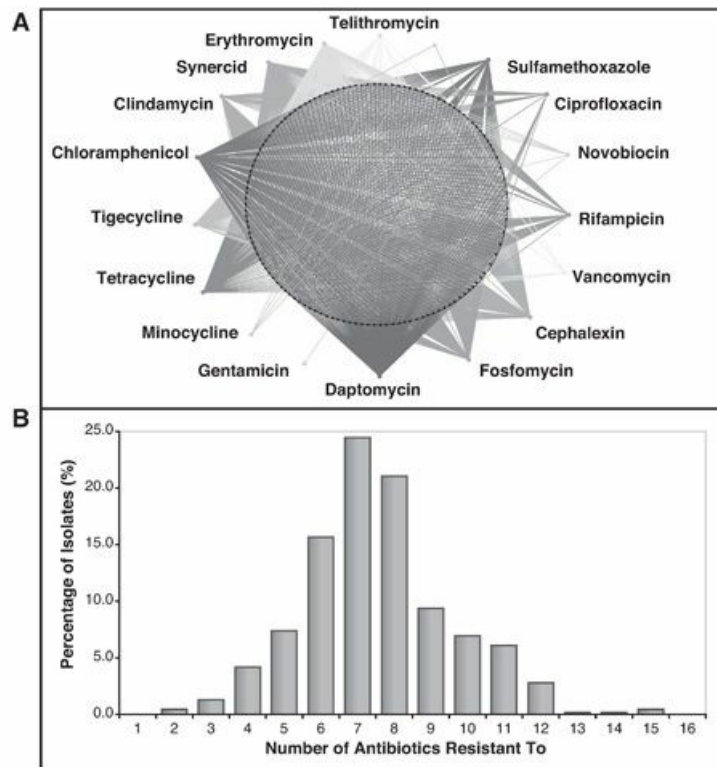 A
Telithromycin
Erythromycin
Synercid
Sulfamethoxazole
Clindamycin
Ciprofloxacin
Chloramphenicol
Novobiocin
Tigecycline
Rifampicin
Tetracycline
Vancomycin
Minocycline
Cephalexin
Gentamicin
Fosfomycin
Daptomycin
B
Percentage of Isolates (%)
25.0
20.0
15.0
10.0
5.0
0.0
1 2 3 4 5 6 7 8 9 10 11 12 13 14 15 16
Number of Antibiotics Resistant To